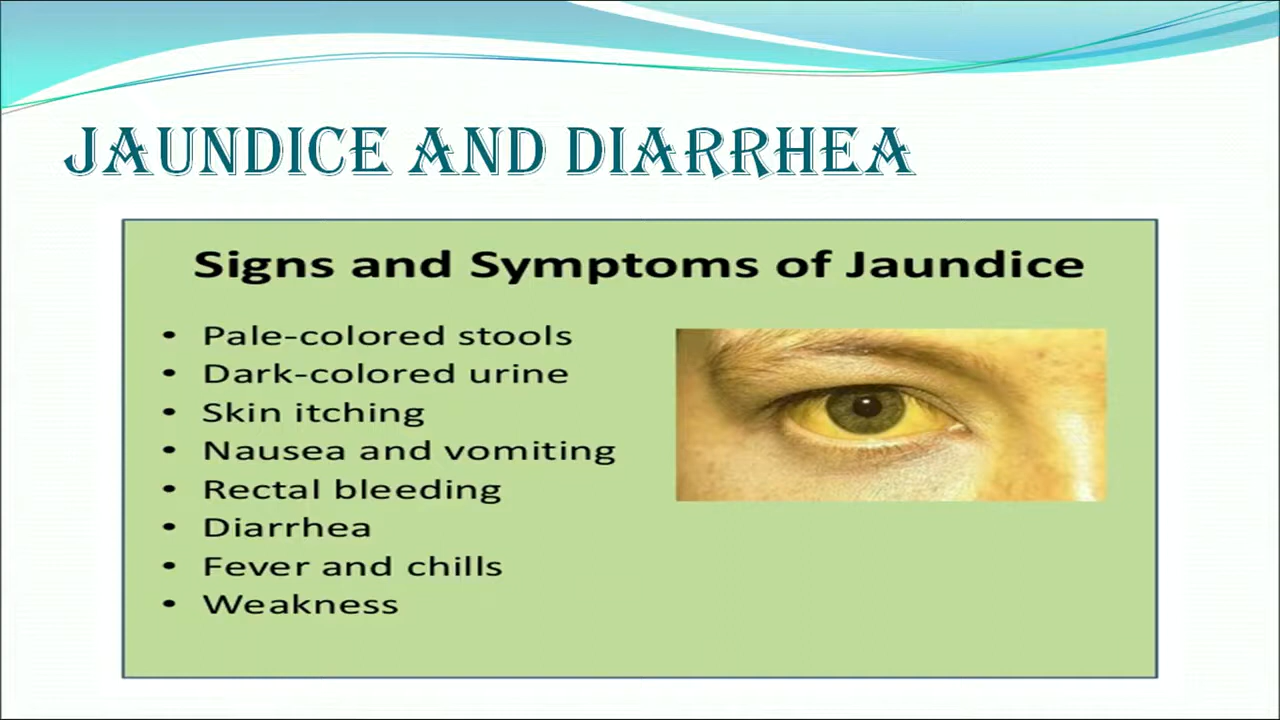 JAUNDICE AND DIARRHEA
Signs and Symptoms of Jaundice
• Pale-colored stools
• Dark-colored urine
• Skin itching
• Nausea and vomiting
• Rectal bleeding
• Diarrhea
• Fever and chills
• Weakness